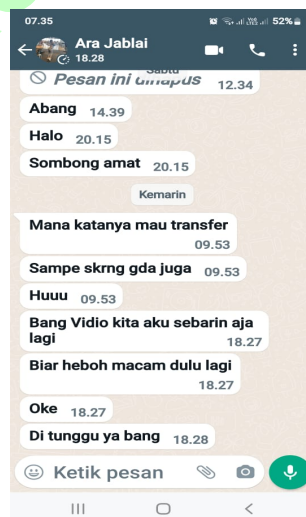 07.35
52%
Ara Jablai
18.28
Sabtu
Pesan ini dihapus 12.34
Abang 14.39
Halo 20.15
Sombong amat 20.15
Kemarin
Mana katanya mau transfer
09.53
Sampe skrng gda juga 09.53
Huuu 09.53
Bang Vidio kita aku sebarin aja
lagi 18.27
Biar heboh macam dulu lagi
18.27
Oke 18.27
Di tunggu ya bang 18.28
Ketik pesan